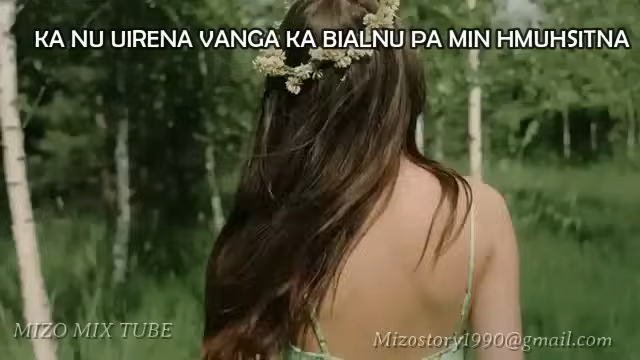 KA NU UIRENA VANGA KA BIALNU PA MIN HMUHSITNA
MIZO MIX TUBE
Mizostory1990@gmail.com